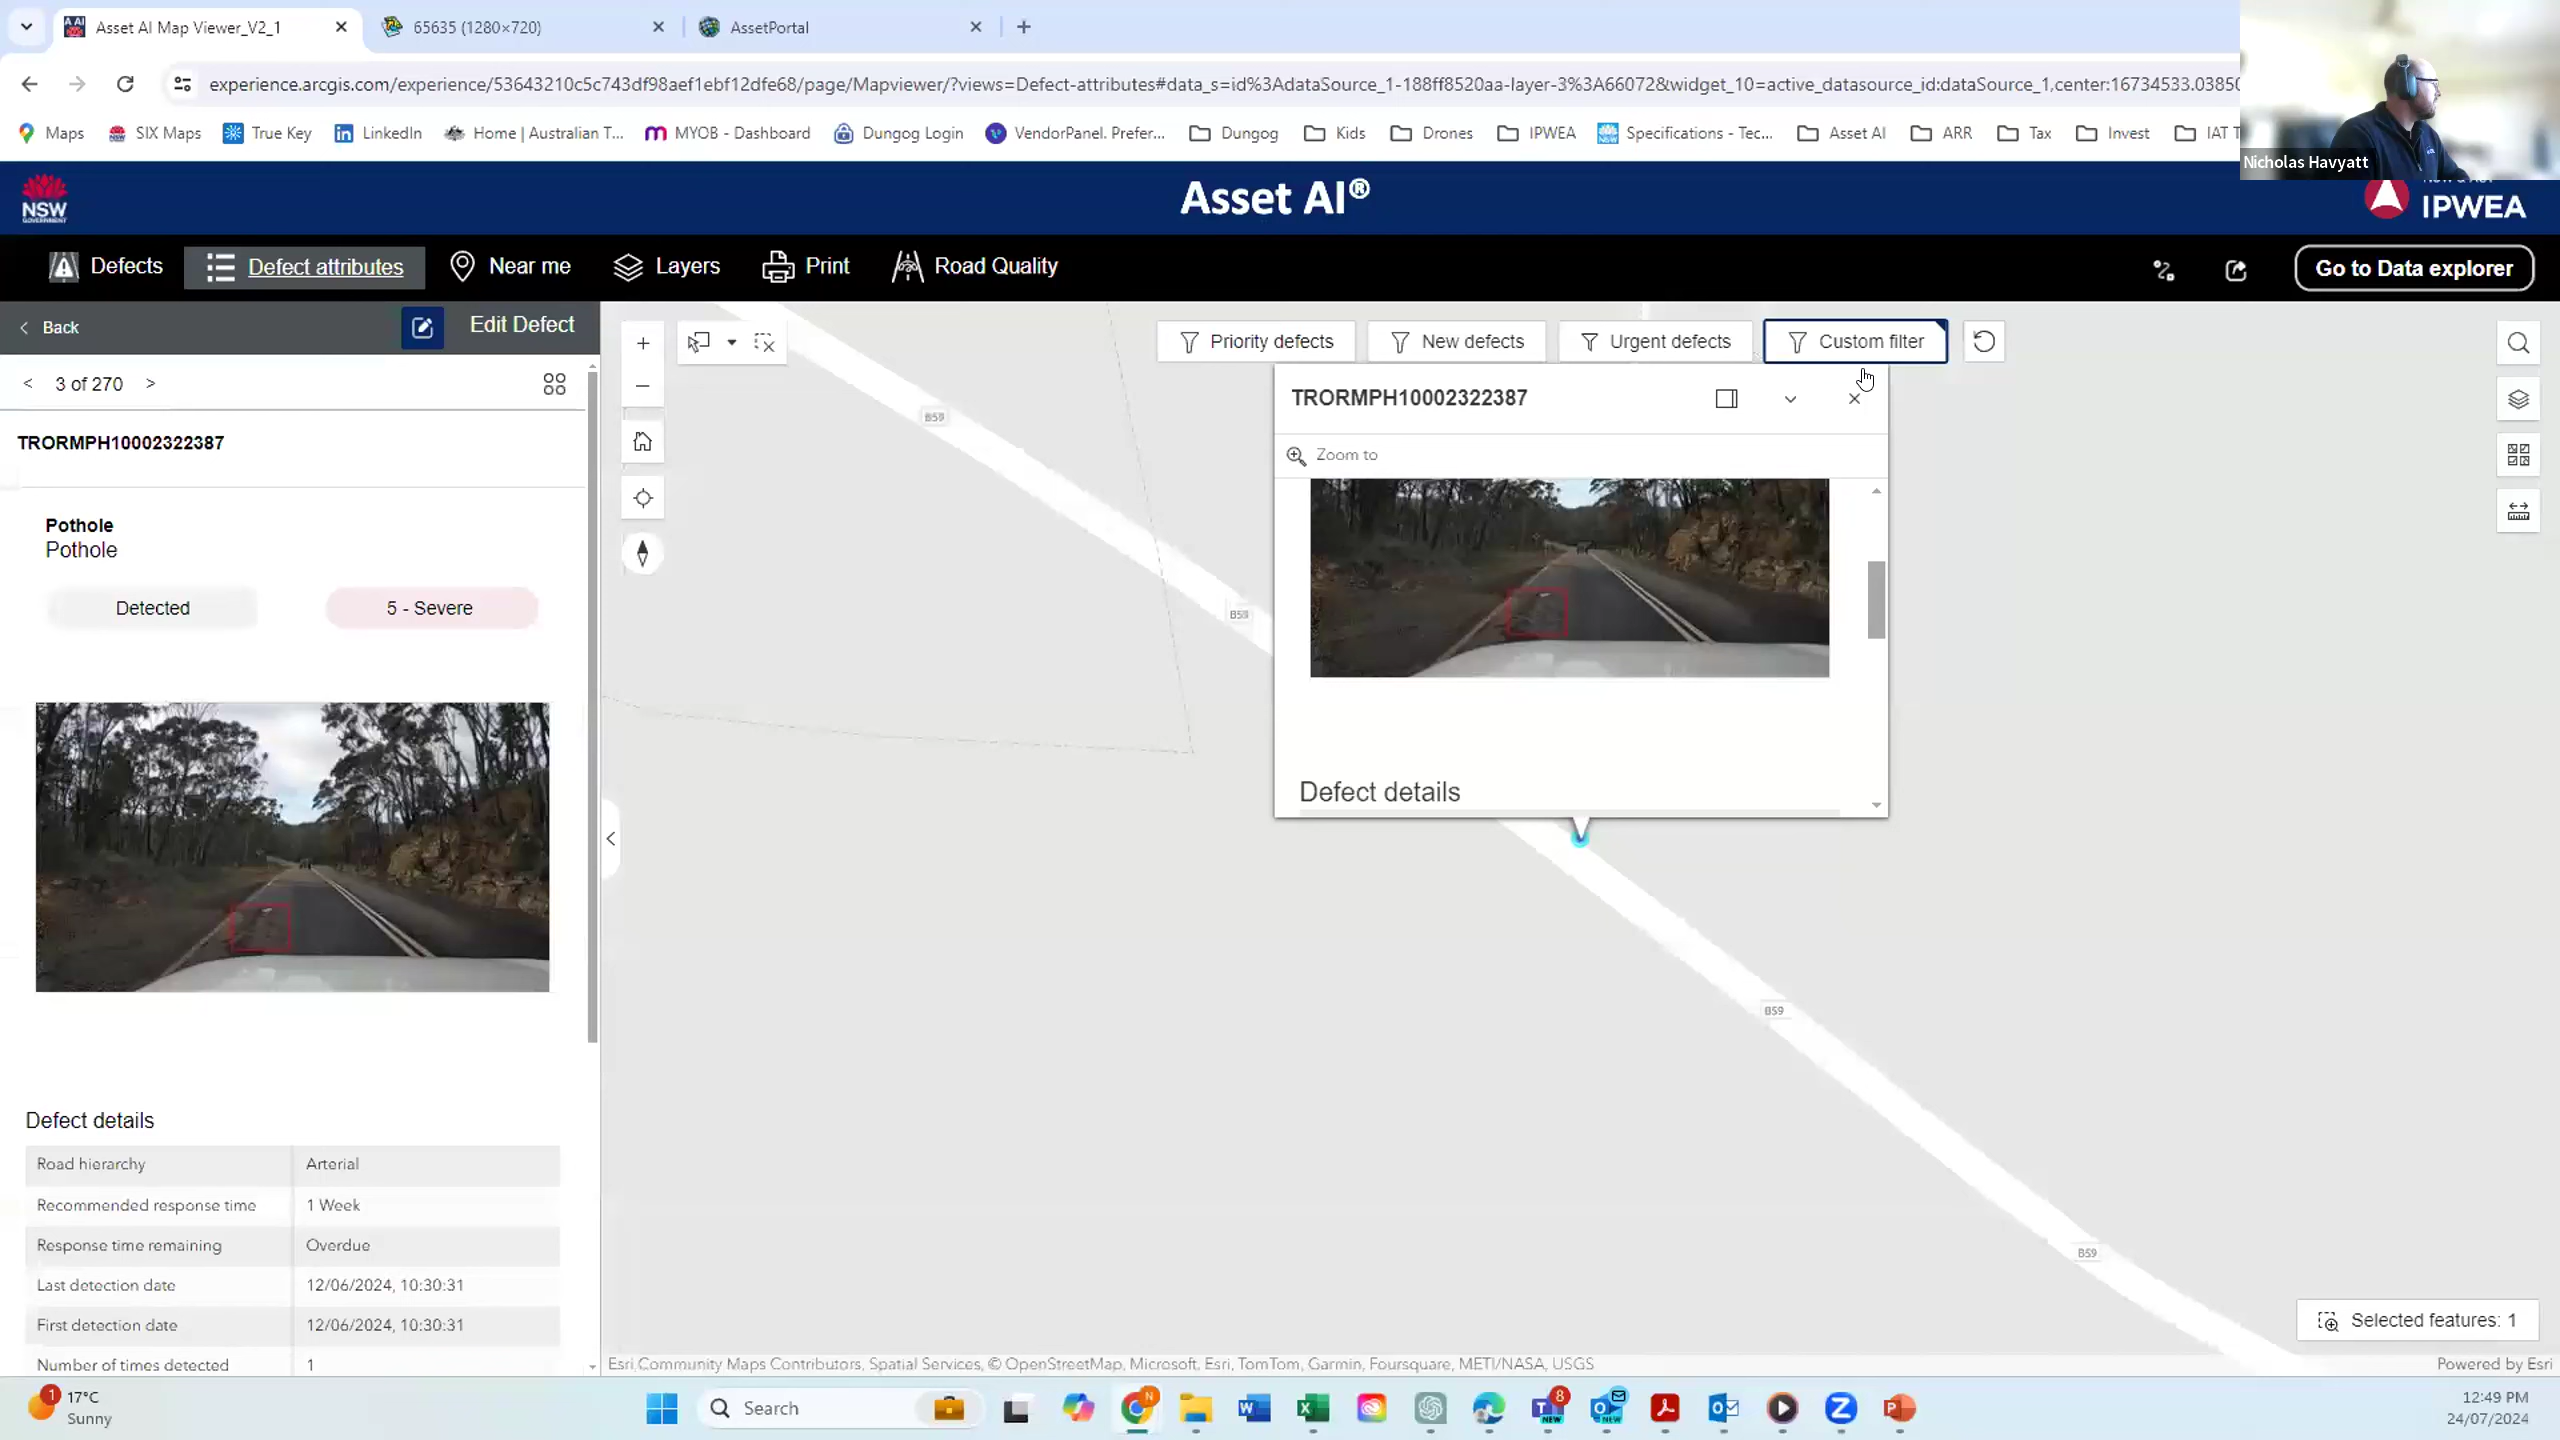 Asset AI Map Viewer_V2_1
65635 (1280×720)
AssetPortal
experience.arcgis.com/experience/53643210c5c743df98aef1ebf12dfe68/page/Mapviewer/?views=Defect-attributes#data_s=id%3AdataSource_1-188ff8520aa-layer-3%3A66072&widget_10=active_datasource_id:dataSource_1,center:16734533.03850
Maps
SIX Maps
True Key
LinkedIn
Home | Australian T...
MYOB - Dashboard
Dungog Login
VendorPanel. Prefer...
Dungog
Kids
Drones
IPWEA
Specifications - Tec...
Asset AI
ARR
Tax
Invest
IAT T
Nicholas Havyatt
NSW
GOVERNMENT
Asset AI®
IPWEA
Defects
Defect attributes
Near me
Layers
Print
Road Quality
Go to Data explorer
Back
Edit Defect
< 3 of 270 >
TRORMPH10002322387
Pothole
Pothole
Detected
5 - Severe
Defect details
Road hierarchy Arterial
Recommended response time 1 Week
Response time remaining Overdue
Last detection date 12/06/2024, 10:30:31
First detection date 12/06/2024, 10:30:31
Number of times detected 1
Priority defects
New defects
Urgent defects
Custom filter
TRORMPH10002322387
Zoom to
Defect details
B59
B59
B59
B59
Selected features: 1
Esri Community Maps Contributors, Spatial Services, © OpenStreetMap, Microsoft, Esri, TomTom, Garmin, Foursquare, METI/NASA, USGS
Powered by Esri
1
17°C
Sunny
Search
N
NEW
8
NEW
12:49 PM
24/07/2024